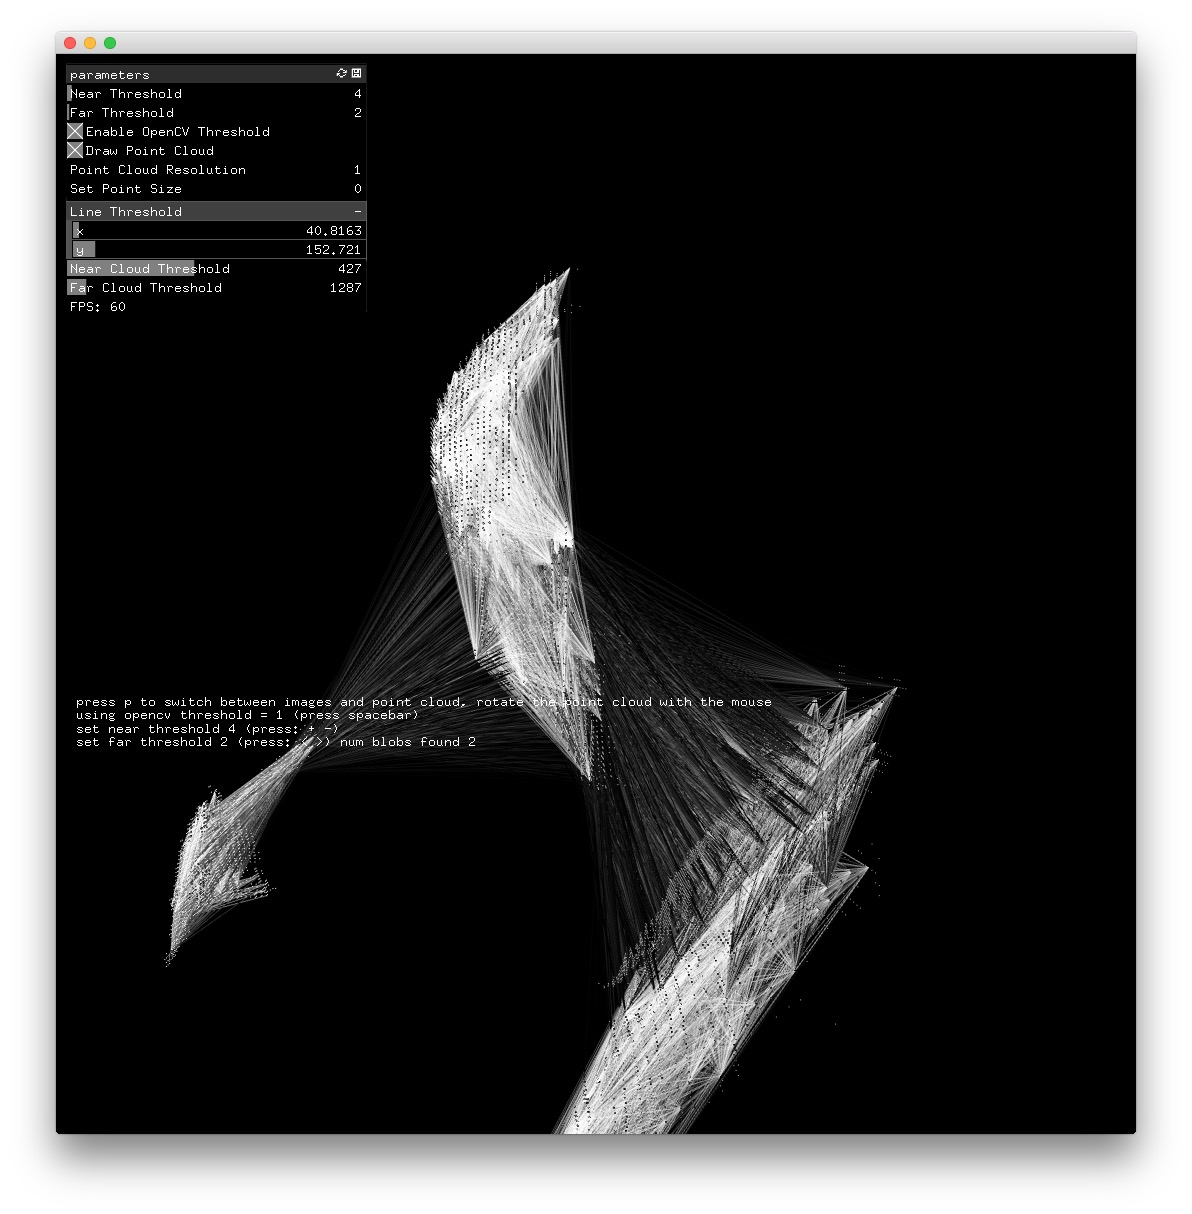 parameters
Near Threshold 4
Far Threshold 2
Enable OpenCV Threshold
Draw Point Cloud
Point Cloud Resolution 1
Set Point Size 0
Line Threshold -
x 40.8163
y 152.721
Near Cloud Threshold 427
Far Cloud Threshold 1287
FPS: 60
press p to switch between images and point cloud, rotate the point cloud with the mouse
using opencv threshold = 1 (press spacebar)
set near threshold 4 (press: + -)
set far threshold 2 (press: < >) num blobs found 2